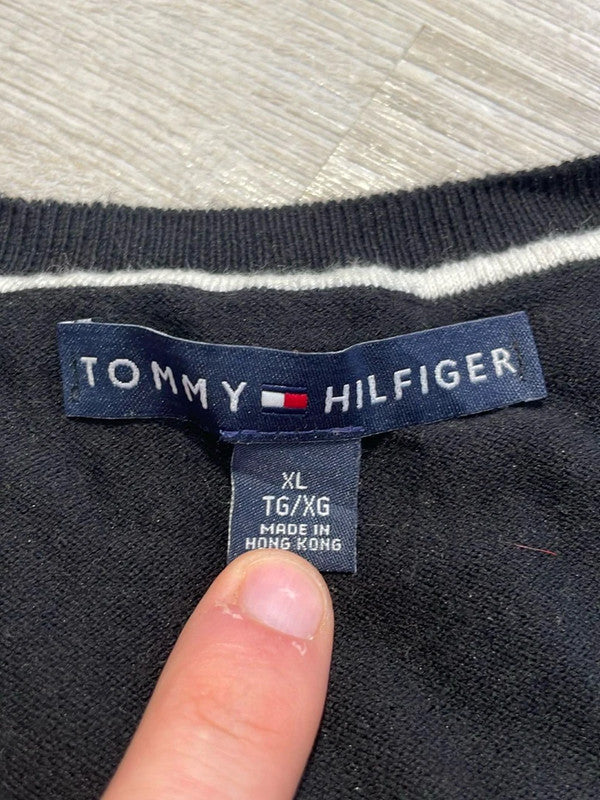 TOMMY HILFIGER
XL
TG/XG
MADE IN
HONG KONG